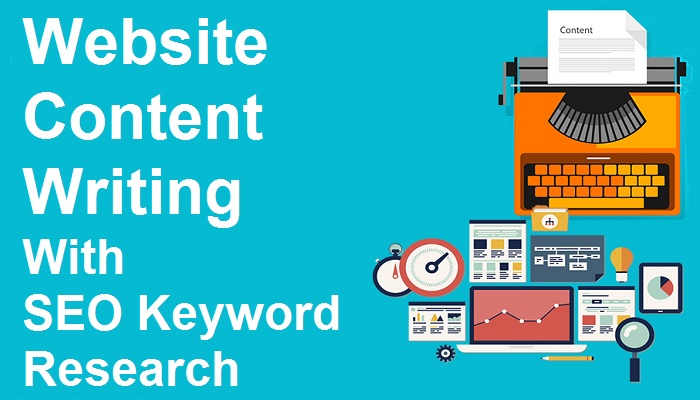 Website
Content
Writing
With
SEO Keyword
Research
Content